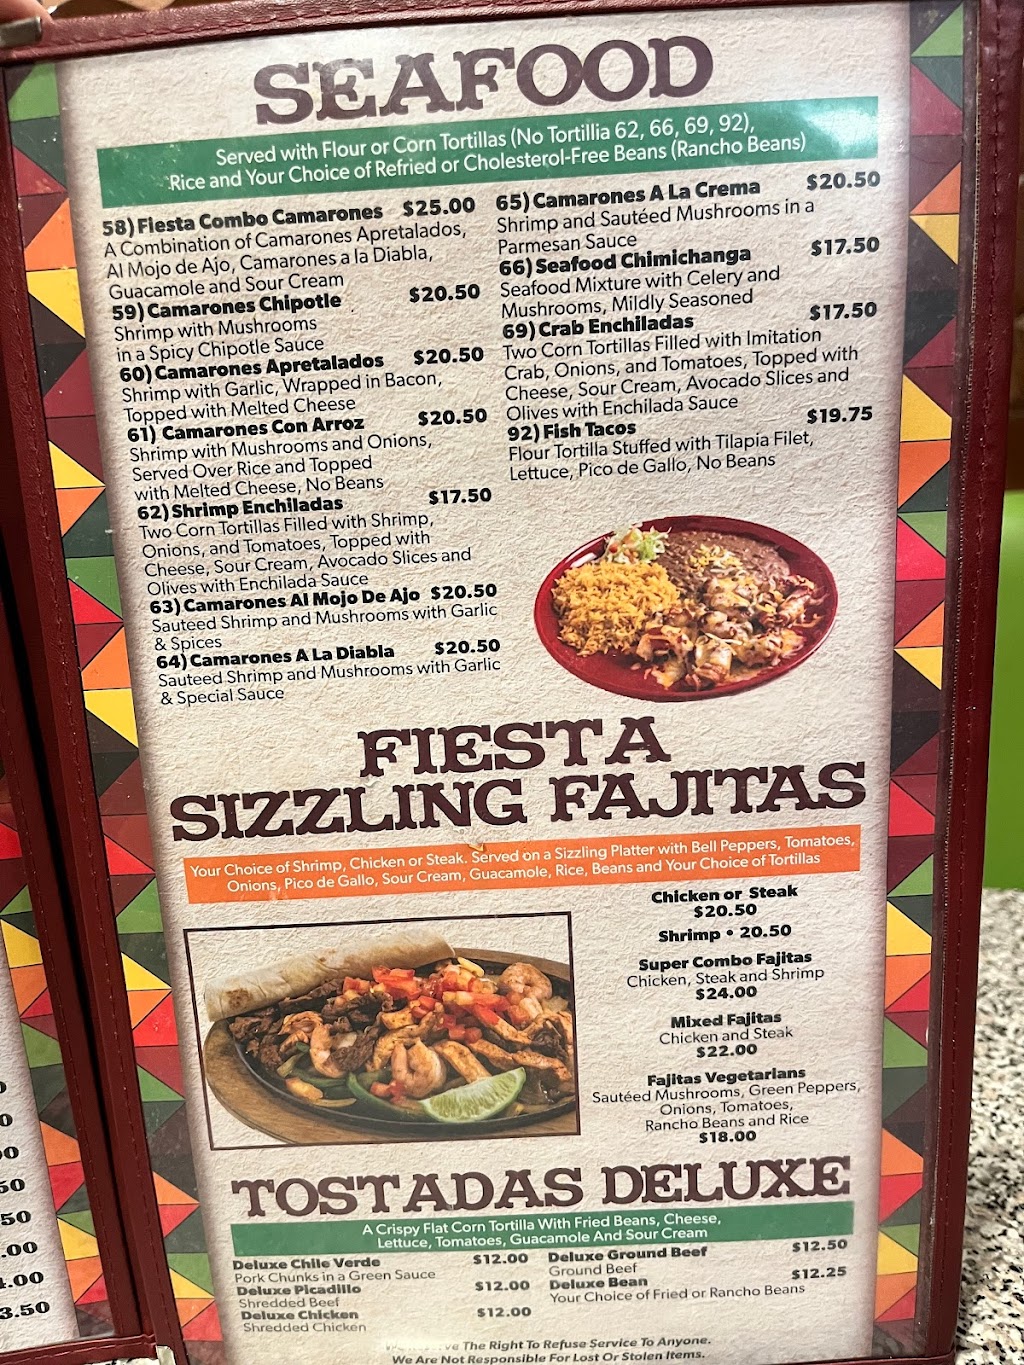 SEAFOOD
Served with Flour or Corn Tortillas (No Tortillia 62, 66, 69, 92),
Rice and Your Choice of Refried or Cholesterol-Free Beans (Rancho Beans)
58) Fiesta Combo Camarones $25.00
A Combination of Camarones Apretalados,
Al Mojo de Ajo, Camarones a la Diabla,
Guacamole and Sour Cream
59) Camarones Chipotle $20.50
Shrimp with Mushrooms
in a Spicy Chipotle Sauce
60) Camarones Apretalados $20.50
Shrimp with Garlic, Wrapped in Bacon,
Topped with Melted Cheese
61) Camarones Con Arroz $20.50
Shrimp with Mushrooms and Onions,
Served Over Rice and Topped
with Melted Cheese, No Beans
62) Shrimp Enchiladas $17.50
Two Corn Tortillas Filled with Shrimp,
Onions, and Tomatoes, Topped with
Cheese, Sour Cream, Avocado Slices and
Olives with Enchilada Sauce
63) Camarones Al Mojo De Ajo $20.50
Sauteed Shrimp and Mushrooms with Garlic
& Spices
64) Camarones A La Diabla $20.50
Sauteed Shrimp and Mushrooms with Garlic
& Special Sauce
65) Camarones A La Crema $20.50
Shrimp and Sautéed Mushrooms in a
Parmesan Sauce
66) Seafood Chimichanga $17.50
Seafood Mixture with Celery and
Mushrooms, Mildly Seasoned
69) Crab Enchiladas $17.50
Two Corn Tortillas Filled with Imitation
Crab, Onions, and Tomatoes, Topped with
Cheese, Sour Cream, Avocado Slices and
Olives with Enchilada Sauce
92) Fish Tacos $19.75
Flour Tortilla Stuffed with Tilapia Filet,
Lettuce, Pico de Gallo, No Beans
FIESTA
SIZZLING FAJITAS
Your Choice of Shrimp, Chicken or Steak. Served on a Sizzling Platter with Bell Peppers, Tomatoes,
Onions, Pico de Gallo, Sour Cream, Guacamole, Rice, Beans and Your Choice of Tortillas
Chicken or Steak
$20.50
Shrimp • 20.50
Super Combo Fajitas
Chicken, Steak and Shrimp
$24.00
Mixed Fajitas
Chicken and Steak
$22.00
Fajitas Vegetarians
Sautéed Mushrooms, Green Peppers,
Onions, Tomatoes,
Rancho Beans and Rice
$18.00
TOSTADAS DELUXE
A Crispy Flat Corn Tortilla With Fried Beans, Cheese,
Lettuce, Tomatoes, Guacamole And Sour Cream
Deluxe Chile Verde $12.00
Pork Chunks in a Green Sauce
Deluxe Picadillo $12.00
Shredded Beef
Deluxe Chicken $12.00
Shredded Chicken
Deluxe Ground Beef $12.50
Ground Beef
Deluxe Bean $12.25
Your Choice of Fried or Rancho Beans
The Right To Refuse Service To Anyone.
We Are Not Responsible For Lost Or Stolen Items.